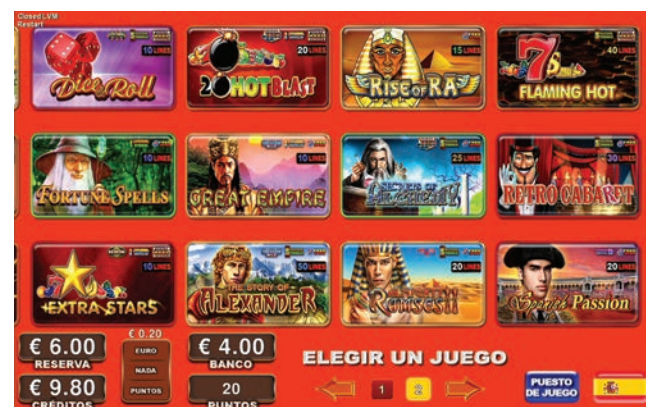 Closed LVM
Restart
10 LINES
Dice & Roll
20 LINES
20 HOT BLAST
15 LINES
RISE OF RA
40 LINES
FLAMING HOT
10 LINES
FORTUNE SPELLS
10 LINES
GREAT EMPIRE
25 LINES
SECRETS OF ALCHEMY
30 LINES
RETRO CABARET
10 LINES
EXTRA STARS
50 LINES
THE STORY OF
ALEXANDER
20 LINES
Ramses II
20 LINES
Spanish Passion
€ 6.00
RESERVA
€ 0.20
EURO
NADA
PUNTOS
€ 4.00
BANCO
ELEGIR UN JUEGO
€ 9.80
CRÉDITOS
20
PUNTOS
1
2
PUESTO
DE JUEGO